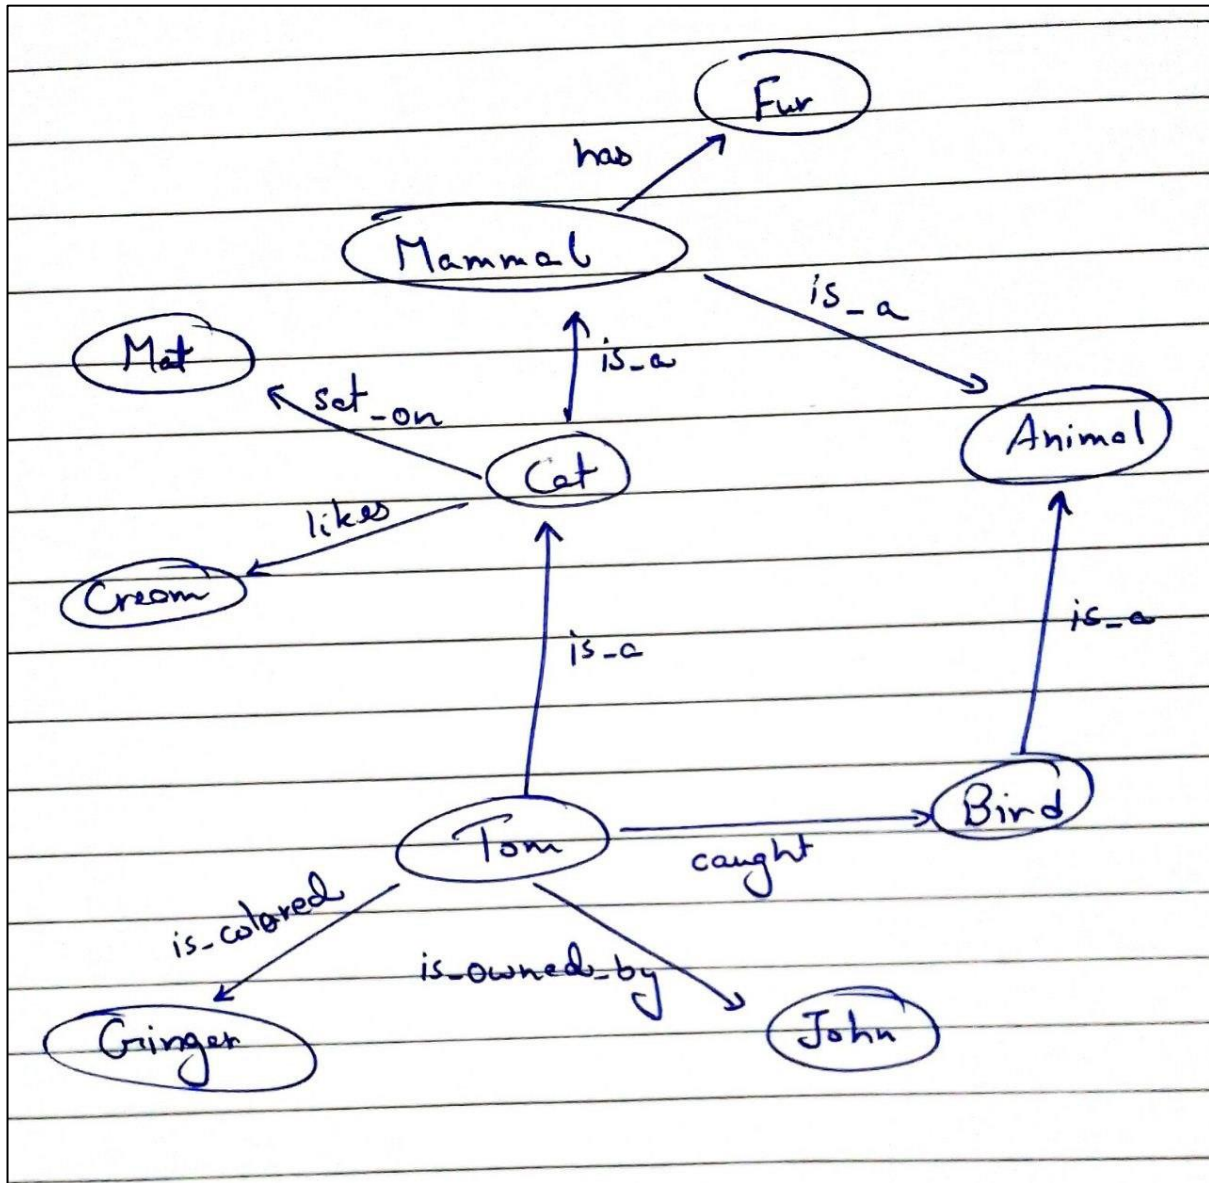 Fur
has
Mammal
is_a
Mat
is_a
sat_on
Animal
Cat
likes
Cream
is_a
is_a
Bird
Tom
caught
is_colored
is_owned_by
Ginger
John